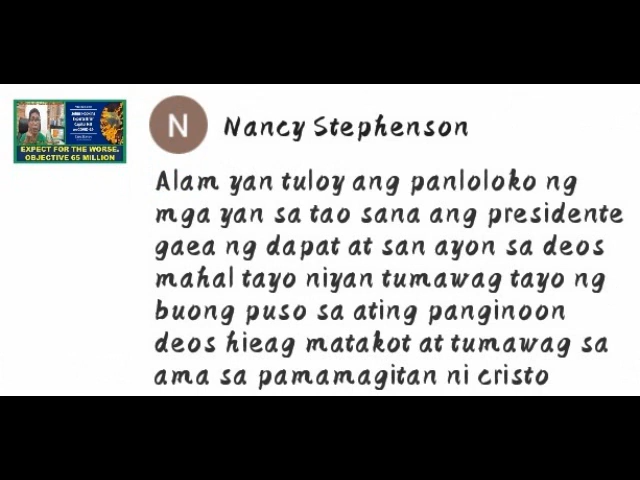 Nancy Stephenson
N
Alam yan tuloy ang panloloko ng
mga yan sa tao sana ang presidente
gaea ng dapat at san ayon sa deos
mahal tayo niyan tumawag tayo ng
buong puso sa ating panginoon
deos hieag matakot at tumawag sa
ama sa pamamagitan ni cristo
EXPECT FOR THE WORSE.
OBJECTIVE 65 MILLION